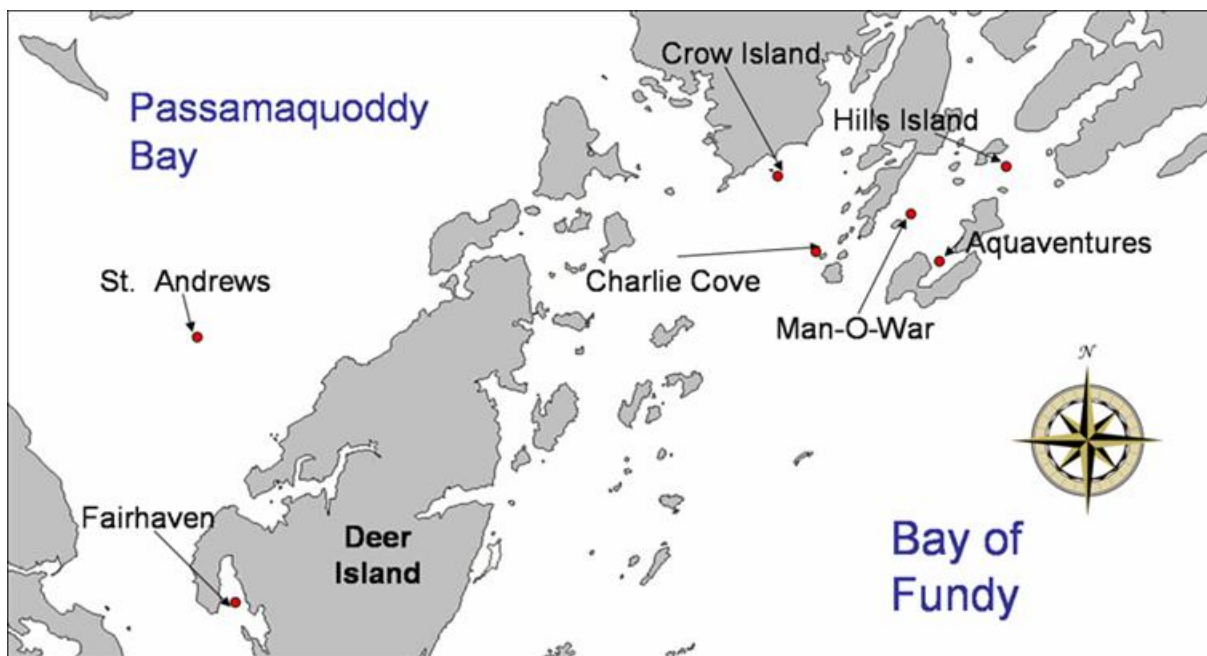 Crow Island
Passamaquoddy
Bay
Hills Island
Aquaventures
St. Andrews
Charlie Cove
Man-O-War
N
Fairhaven
Deer
Island
Bay of
Fundy